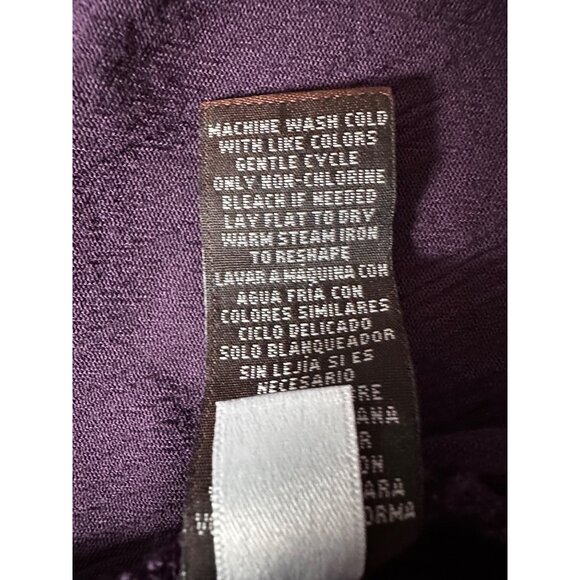 MACHINE WASH COLD
WITH LIKE COLORS
GENTLE CYCLE
ONLY NON-CHLORINE
BLEACH IF NEEDED
LAY FLAT TO DRY
WARM STEAM IRON
TO RESHAPE
LAVAR A MAQUINA CON
AGUA FRÍA CON
COLORES SIMILARES
CICLO DELICADO
SOLO BLANQUEADOR
SIN LEJÍA SI ES
NECESARIO